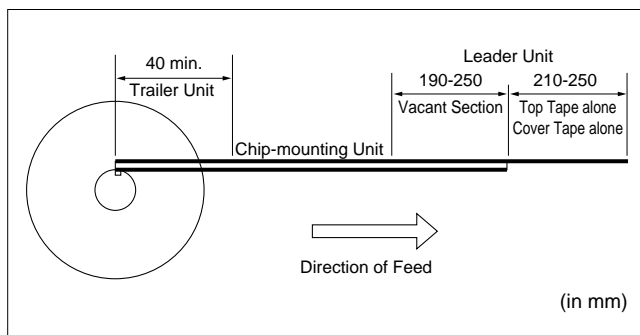 Leader Unit
40 min.
190-250
210-250
Trailer Unit
Vacant Section
Top Tape alone
Cover Tape alone
Chip-mounting Unit
Direction of Feed
(in mm)